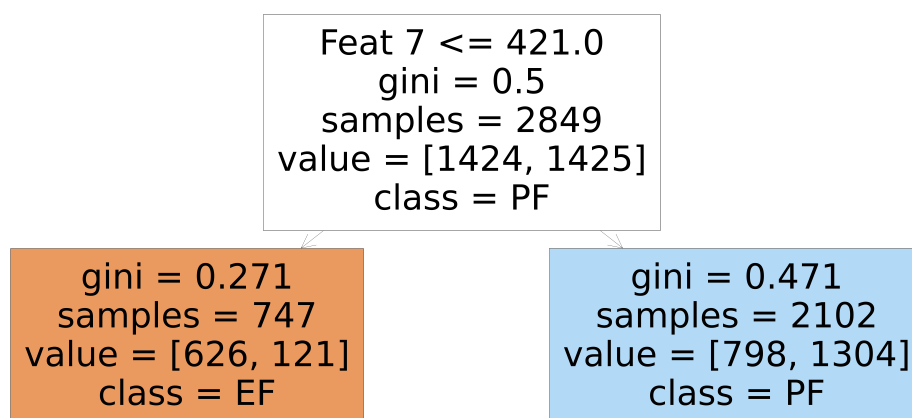 Feat 7 <= 421.0
gini = 0.5
samples = 2849
value = [1424, 1425]
class = PF
gini = 0.271
samples = 747
value = [626, 121]
class = EF
gini = 0.471
samples = 2102
value = [798, 1304]
class = PF